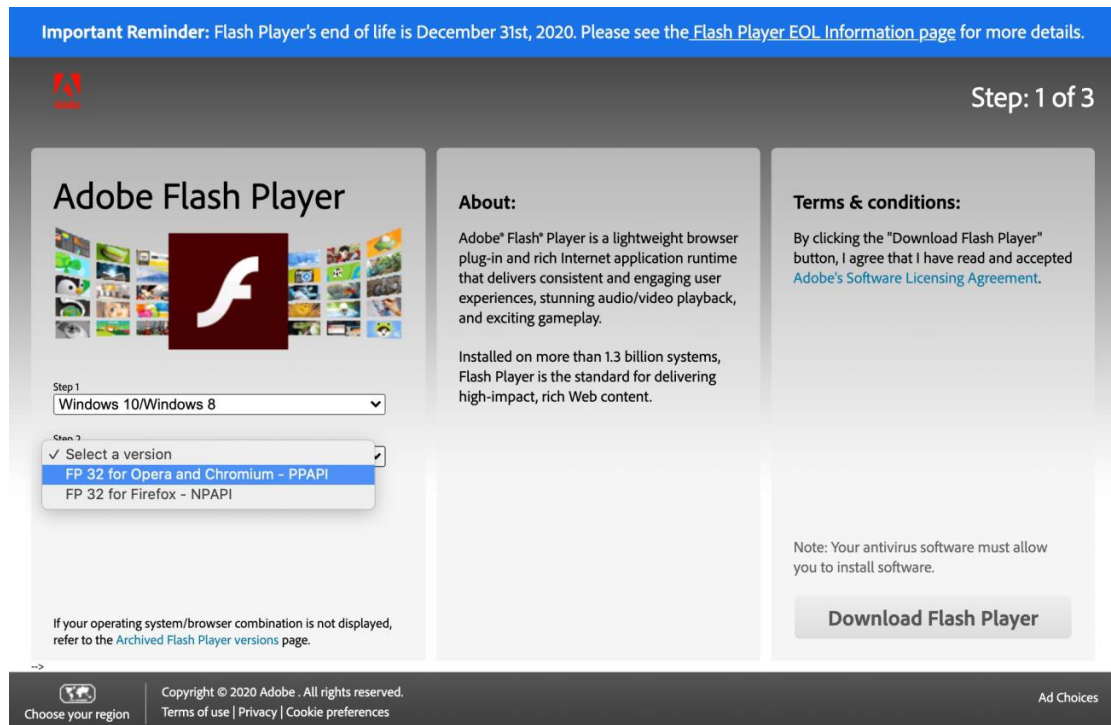 Important Reminder: Flash Player's end of life is December 31st, 2020. Please see the Flash Player EOL Information page for more details.
Adobe
Step: 1 of 3
Adobe Flash Player
Step 1
Windows 10/Windows 8
Step 2
✓ Select a version
FP 32 for Opera and Chromium - PPAPI
FP 32 for Firefox - NPAPI
If your operating system/browser combination is not displayed,
refer to the Archived Flash Player versions page.
About:
Adobe® Flash® Player is a lightweight browser
plug-in and rich Internet application runtime
that delivers consistent and engaging user
experiences, stunning audio/video playback,
and exciting gameplay.
Installed on more than 1.3 billion systems,
Flash Player is the standard for delivering
high-impact, rich Web content.
Terms & conditions:
By clicking the "Download Flash Player"
button, I agree that I have read and accepted
Adobe's Software Licensing Agreement.
Note: Your antivirus software must allow
you to install software.
Download Flash Player
-->
Choose your region
Copyright © 2020 Adobe . All rights reserved.
Terms of use | Privacy | Cookie preferences
Ad Choices